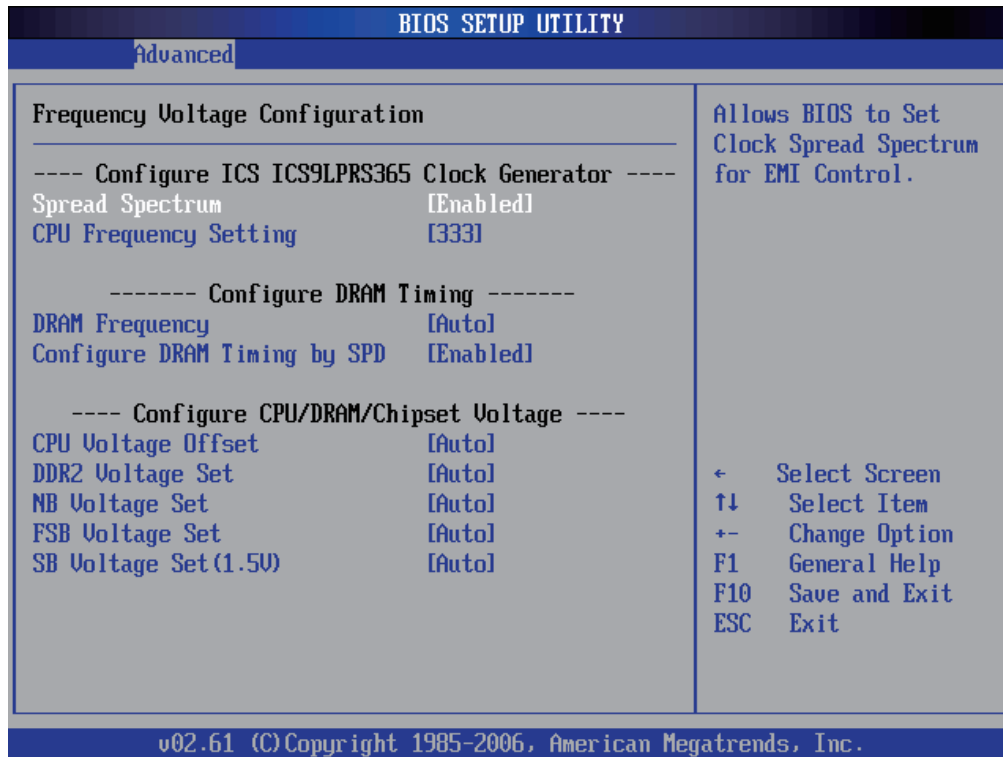 BIOS SETUP UTILITY
Advanced
Frequency Voltage Configuration
---- Configure ICS ICS9LPRS365 Clock Generator ----
Spread Spectrum [Enabled]
CPU Frequency Setting [333]
------- Configure DRAM Timing -------
DRAM Frequency [Auto]
Configure DRAM Timing by SPD [Enabled]
---- Configure CPU/DRAM/Chipset Voltage ----
CPU Voltage Offset [Auto]
DDR2 Voltage Set [Auto]
NB Voltage Set [Auto]
FSB Voltage Set [Auto]
SB Voltage Set(1.5V) [Auto]
Allows BIOS to Set
Clock Spread Spectrum
for EMI Control.
← Select Screen
↑↓ Select Item
+- Change Option
F1 General Help
F10 Save and Exit
ESC Exit
v02.61 (C)Copyright 1985-2006, American Megatrends, Inc.